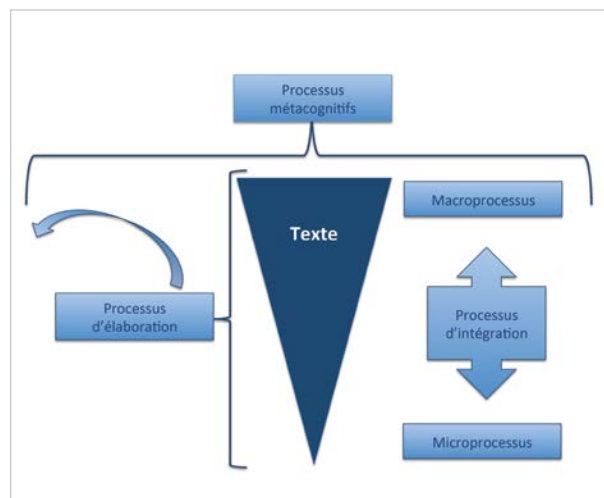 Processus
métacognitifs
Texte
Macroprocessus
Processus
d'élaboration
Processus
d'intégration
Microprocessus